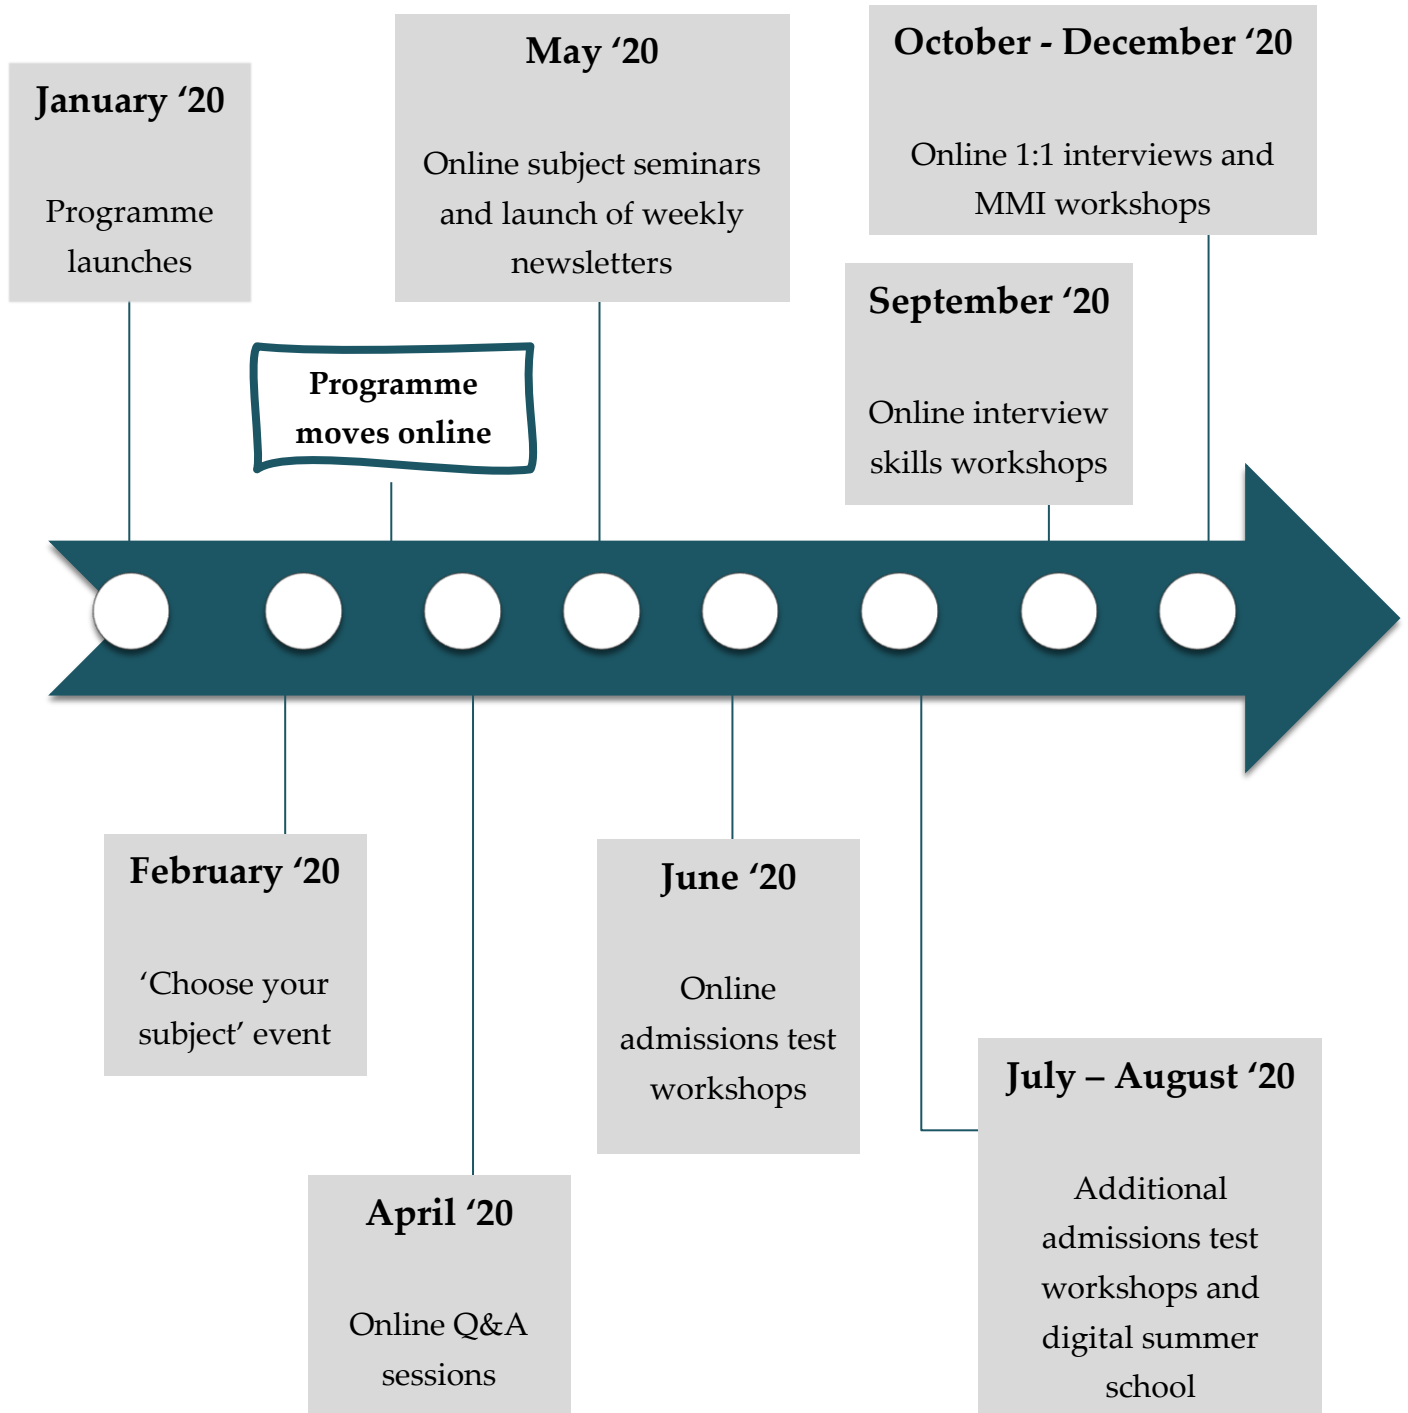 January ‘20
Programme
launches
May ‘20
Online subject seminars
and launch of weekly
newsletters
October - December ‘20
Online 1:1 interviews and
MMI workshops
September ‘20
Online interview
skills workshops
Programme
moves online
February ‘20
‘Choose your
subject’ event
April ‘20
Online Q&A
sessions
June ‘20
Online
admissions test
workshops
July – August ‘20
Additional
admissions test
workshops and
digital summer
school